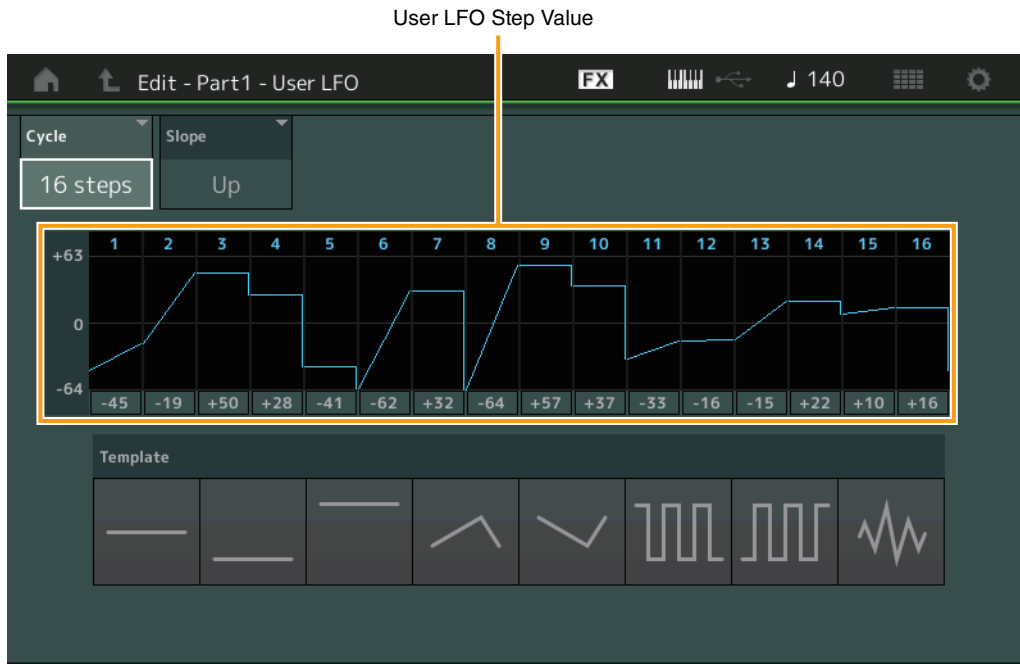 User LFO Step Value
Edit - Part1 - User LFO FX ♩ 140
Cycle Slope
16 steps Up
1 2 3 4 5 6 7 8 9 10 11 12 13 14 15 16
+63
0
-64
-45 -19 +50 +28 -41 -62 +32 -64 +57 +37 -33 -16 -15 +22 +10 +16
Template